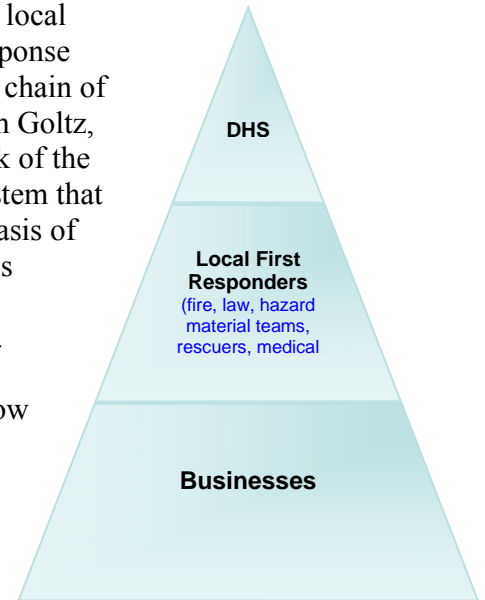 local
ponse
chain of
n Goltz,
k of the
stem that
asis of
s
ow
DHS
Local First
Responders
(fire, law, hazard
material teams,
rescuers, medical
Businesses